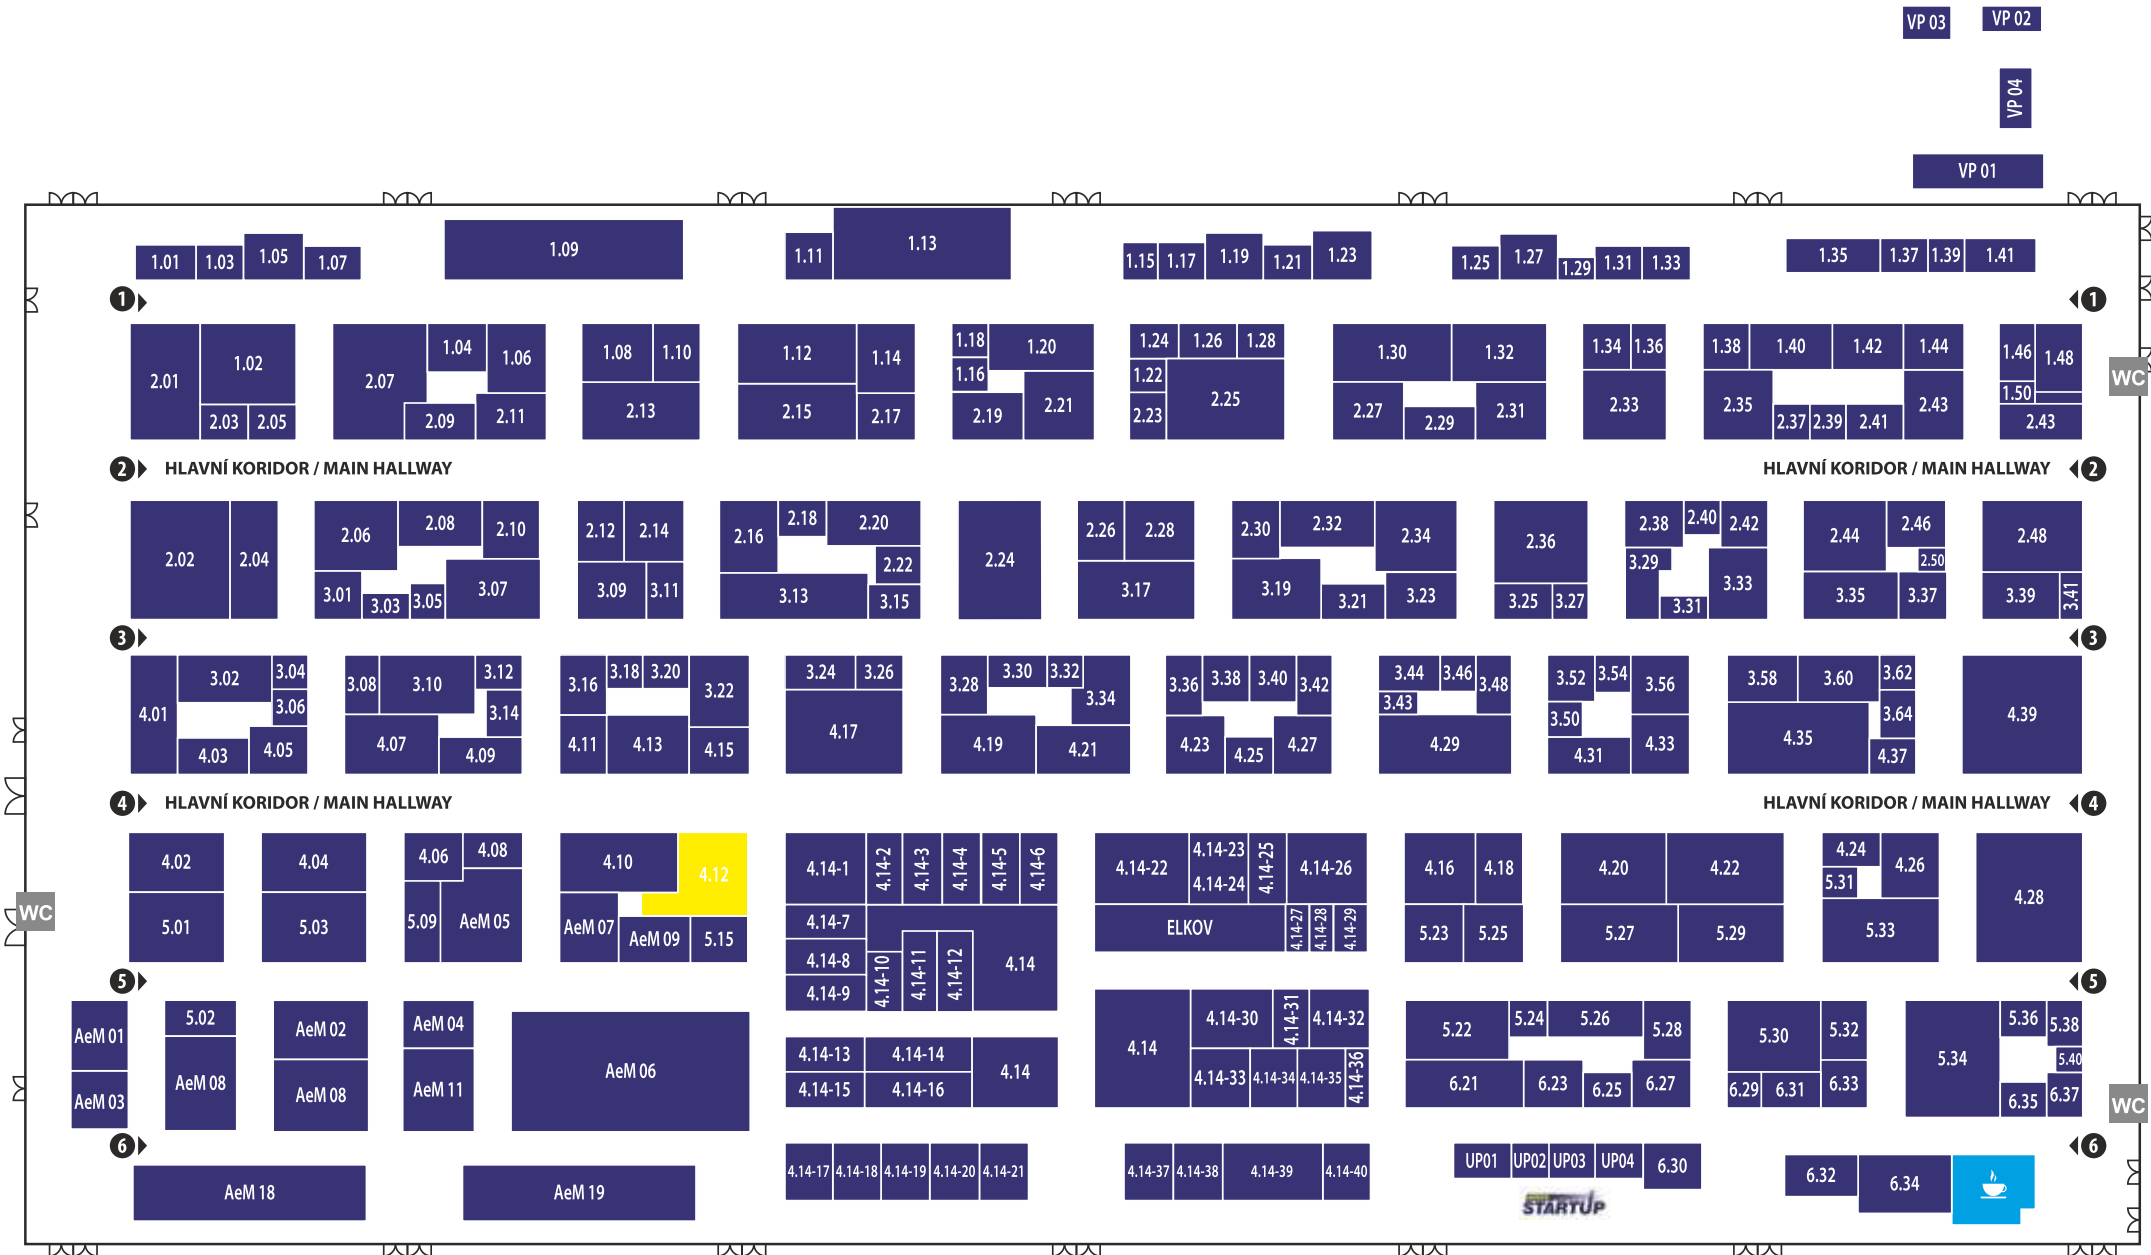 VP 03 VP 02
VP 04
VP 01
1.01 1.03 1.05 1.07 1.09 1.11 1.13 1.15 1.17 1.19 1.21 1.23 1.25 1.27 1.29 1.31 1.33 1.35 1.37 1.39 1.41
1 1
2.01 1.02 2.07 1.04 1.06 1.08 1.10 1.12 1.14 1.18 1.20 1.24 1.26 1.28 1.30 1.32 1.34 1.36 1.38 1.40 1.42 1.44 1.46 1.48
WC
1.16 1.22 1.50
2.03 2.05 2.09 2.11 2.13 2.15 2.17 2.19 2.21 2.23 2.25 2.27 2.29 2.31 2.33 2.35 2.37 2.39 2.41 2.43 2.43
2 HLAVNÍ KORIDOR / MAIN HALLWAY HLAVNÍ KORIDOR / MAIN HALLWAY 2
2.02 2.04 2.06 2.08 2.10 2.12 2.14 2.16 2.18 2.20 2.22 2.24 2.26 2.28 2.30 2.32 2.34 2.36 2.38 2.40 2.42 2.44 2.46 2.50 2.48
3.01 3.03 3.05 3.07 3.09 3.11 3.13 3.15 3.17 3.19 3.21 3.23 3.25 3.27 3.29 3.31 3.33 3.35 3.37 3.39 3.41
3 3
4.01 3.02 3.04 3.06 3.08 3.10 3.12 3.14 3.16 3.18 3.20 3.22 3.24 3.26 3.28 3.30 3.32 3.34 3.36 3.38 3.40 3.42 3.44 3.46 3.48 3.43 3.52 3.54 3.56 3.50 3.58 3.60 3.62 3.64 4.39
4.03 4.05 4.07 4.09 4.11 4.13 4.15 4.17 4.19 4.21 4.23 4.25 4.27 4.29 4.31 4.33 4.35 4.37
4 HLAVNÍ KORIDOR / MAIN HALLWAY HLAVNÍ KORIDOR / MAIN HALLWAY 4
4.02 4.04 4.06 4.08 4.10 4.12 4.14-1 4.14-2 4.14-3 4.14-4 4.14-5 4.14-6 4.14-22 4.14-23 4.14-24 4.14-25 4.14-26 4.16 4.18 4.20 4.22 4.24 4.26 5.31 4.28
WC
5.01 5.03 5.09 AeM 05 AeM 07 AeM 09 5.15 4.14-7 ELKOV 4.14-27 4.14-28 4.14-29 5.23 5.25 5.27 5.29 5.33
4.14-8 4.14-9 4.14-10 4.14-11 4.14-12 4.14
5 5
AeM 01 5.02 AeM 02 AeM 04 AeM 06 4.14 4.14-30 4.14-31 4.14-32 5.22 5.24 5.26 5.28 5.30 5.32 5.34 5.36 5.38 5.40
AeM 03 AeM 08 AeM 08 AeM 11 4.14-13 4.14-14 4.14 4.14-15 4.14-16 4.14-33 4.14-34 4.14-35 4.14-36 6.21 6.23 6.25 6.27 6.29 6.31 6.33 6.35 6.37
WC
6 6
AeM 18 AeM 19 4.14-17 4.14-18 4.14-19 4.14-20 4.14-21 4.14-37 4.14-38 4.14-39 4.14-40 UP01 UP02 UP03 UP04 6.30 6.32 6.34
STARTUP